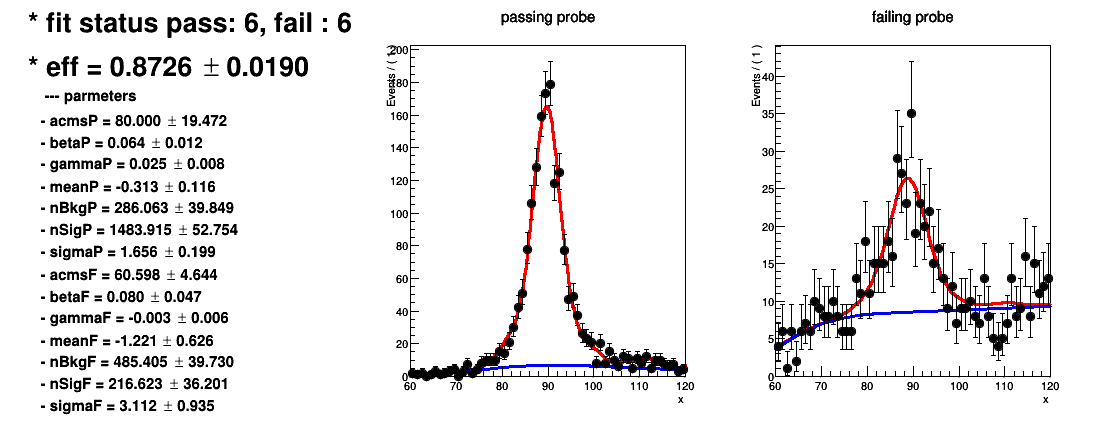 * fit status pass: 6, fail : 6
* eff = 0.8726 ± 0.0190
--- parmeters
- acmsP = 80.000 ± 19.472
- betaP = 0.064 ± 0.012
- gammaP = 0.025 ± 0.008
- meanP = -0.313 ± 0.116
- nBkgP = 286.063 ± 39.849
- nSigP = 1483.915 ± 52.754
- sigmaP = 1.656 ± 0.199
- acmsF = 60.598 ± 4.644
- betaF = 0.080 ± 0.047
- gammaF = -0.003 ± 0.006
- meanF = -1.221 ± 0.626
- nBkgF = 485.405 ± 39.730
- nSigF = 216.623 ± 36.201
- sigmaF = 3.112 ± 0.935
passing probe
Events / ( 1 )
200
180
160
140
120
100
80
60
40
20
0
60 70 80 90 100 110 120
x
failing probe
Events / ( 1 )
40
35
30
25
20
15
10
5
0
60 70 80 90 100 110 120
x